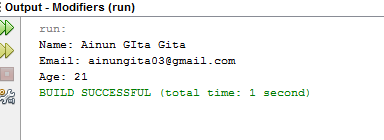 Output - Modifiers (run)
run:
Name: Ainun GIta Gita
Email: ainungita03@gmail.com
Age: 21
BUILD SUCCESSFUL (total time: 1 second)